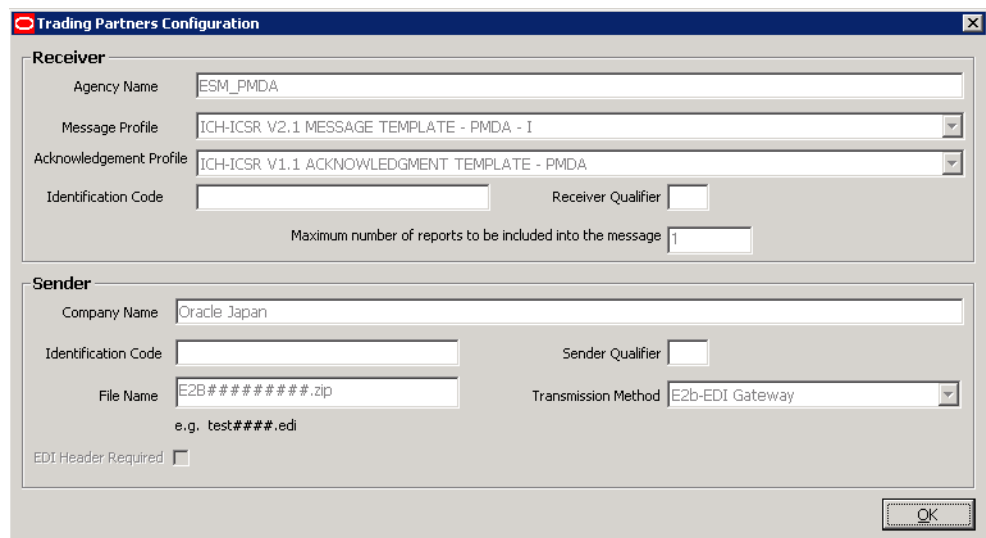 Trading Partners Configuration
Receiver
Agency Name ESM_PMDA
Message Profile ICH-ICSR V2.1 MESSAGE TEMPLATE - PMDA - I
Acknowledgement Profile ICH-ICSR V1.1 ACKNOWLEDGMENT TEMPLATE - PMDA
Identification Code Receiver Qualifier
Maximum number of reports to be included into the message 1
Sender
Company Name Oracle Japan
Identification Code Sender Qualifier
File Name E2B#########.zip Transmission Method E2b-EDI Gateway
e.g. test####.edi
EDI Header Required
OK